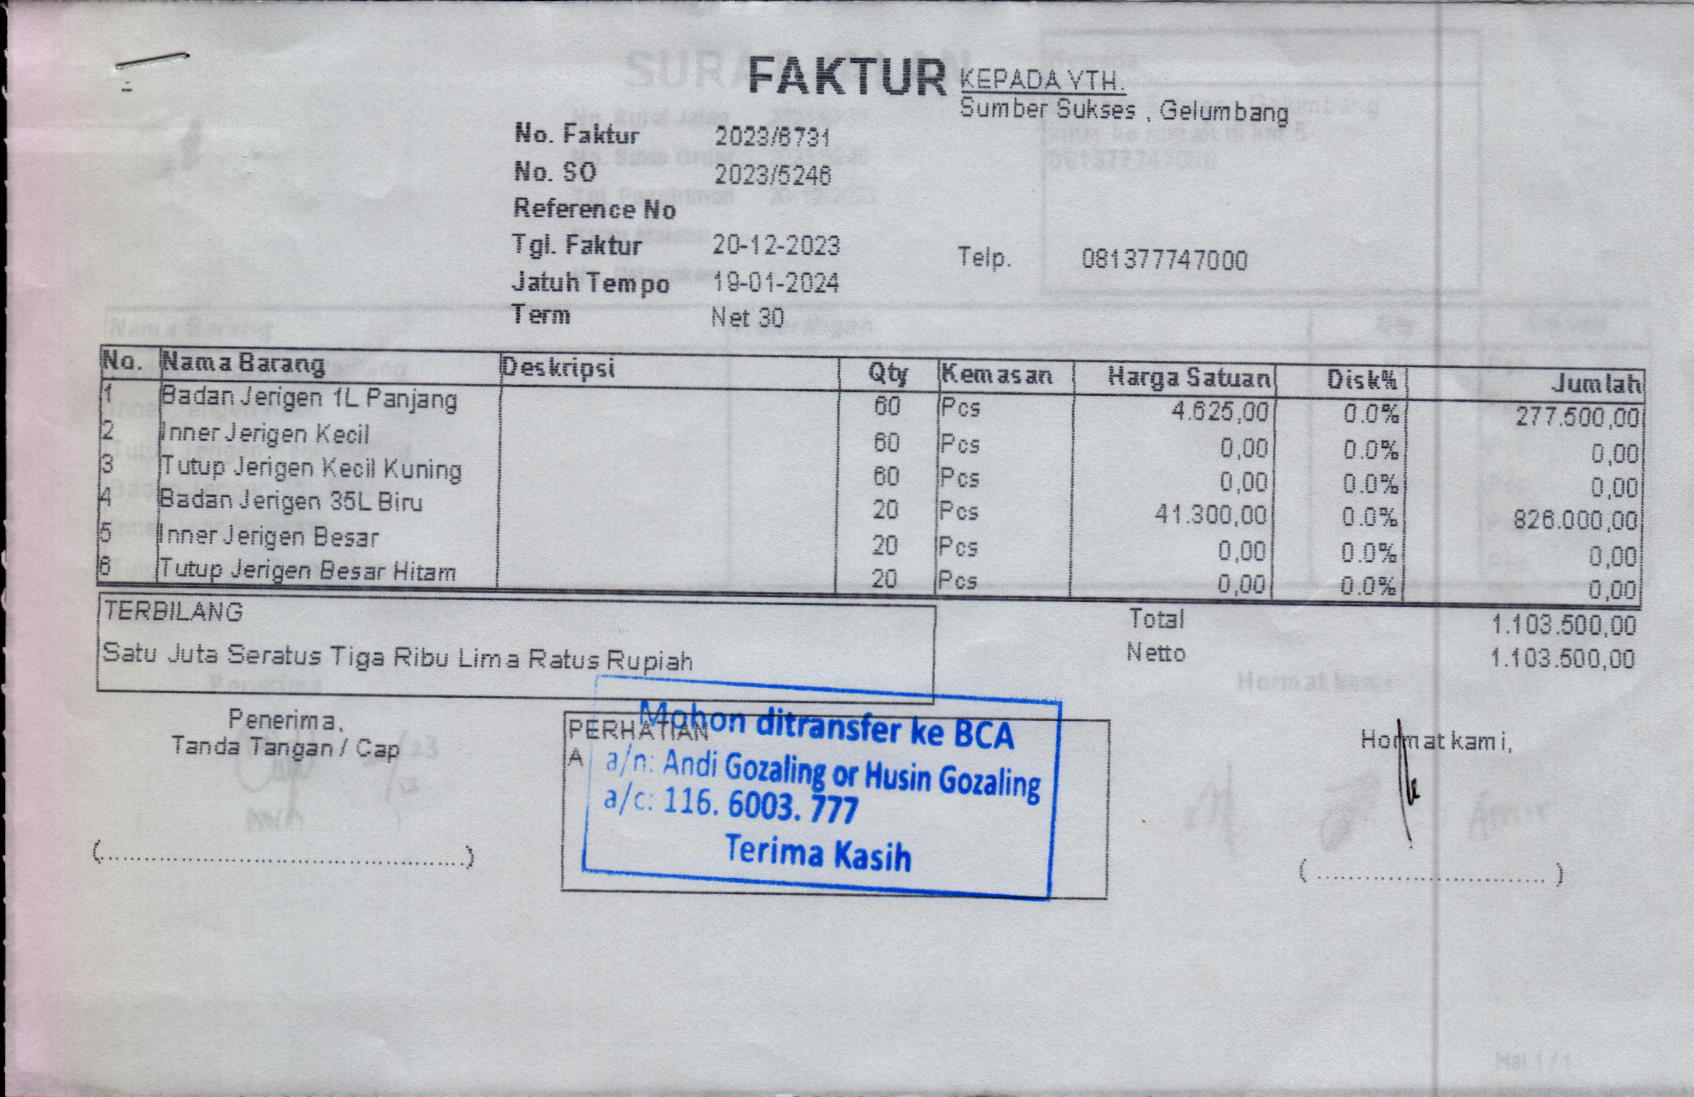 FAKTUR
KEPADA YTH.
Sumber Sukses , Gelumbang
No. Faktur 2023/6731
No. SO 2023/5246
Reference No
Tgl. Faktur 20-12-2023
Telp. 081377747000
Jatuh Tempo 19-01-2024
Term Net 30
No. Nama Barang Deskripsi Qty Kemasan Harga Satuan Disk% Jumlah
1 Badan Jerigen 1L Panjang 60 Pcs 4.625,00 0.0% 277.500,00
2 Inner Jerigen Kecil 60 Pcs 0,00 0.0% 0,00
3 Tutup Jerigen Kecil Kuning 60 Pcs 0,00 0.0% 0,00
4 Badan Jerigen 35L Biru 20 Pcs 41.300,00 0.0% 826.000,00
5 Inner Jerigen Besar 20 Pcs 0,00 0.0% 0,00
6 Tutup Jerigen Besar Hitam 20 Pcs 0,00 0.0% 0,00
TERBILANG
Total 1.103.500,00
Satu Juta Seratus Tiga Ribu Lima Ratus Rupiah
Netto 1.103.500,00
Penerima,
Tanda Tangan / Cap
PERHATIAN
A
Mohon ditransfer ke BCA
a/n: Andi Gozaling or Husin Gozaling
a/c: 116. 6003. 777
Terima Kasih
Hormat kami,
(..................................................)
(..............................)